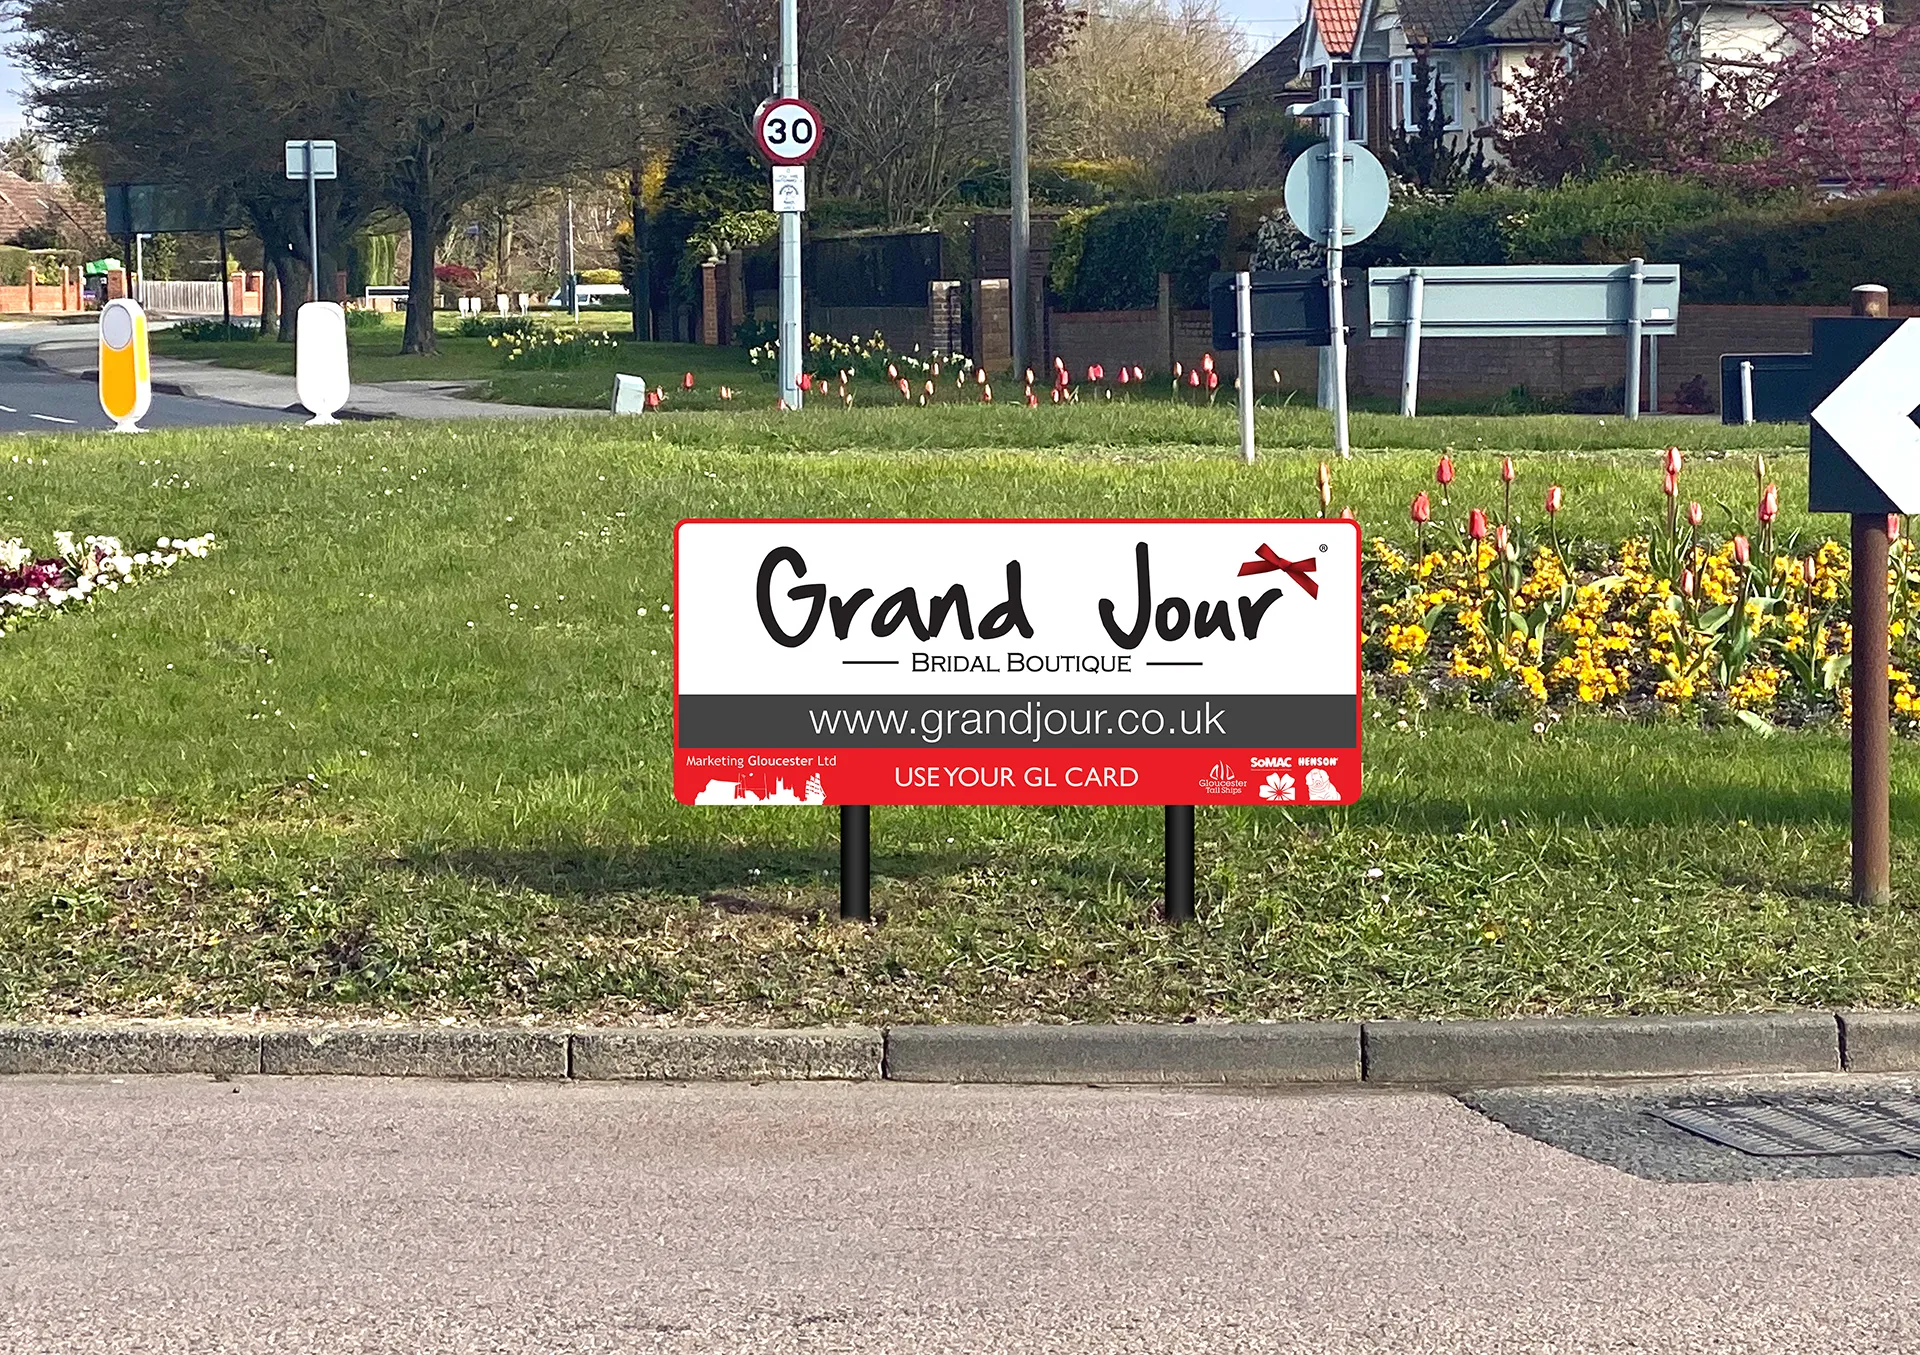 30
Grand Jour®
BRIDAL BOUTIQUE
www.grandjour.co.uk
Marketing Gloucester Ltd
USE YOUR GL CARD
Gloucester
Tall Ships
SoMAC
HENSON